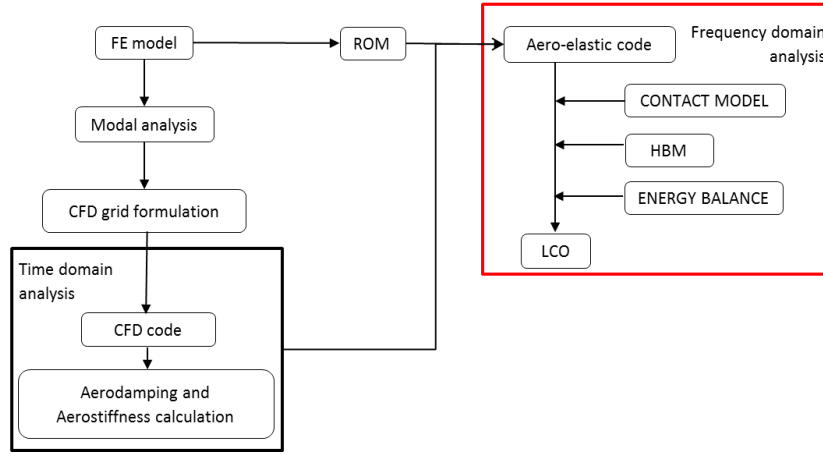 FE model
ROM
Aero-elastic code
Frequency domain
analysis
Modal analysis
CONTACT MODEL
HBM
CFD grid formulation
ENERGY BALANCE
LCO
Time domain
analysis
CFD code
Aerodamping and
Aerostiffness calculation